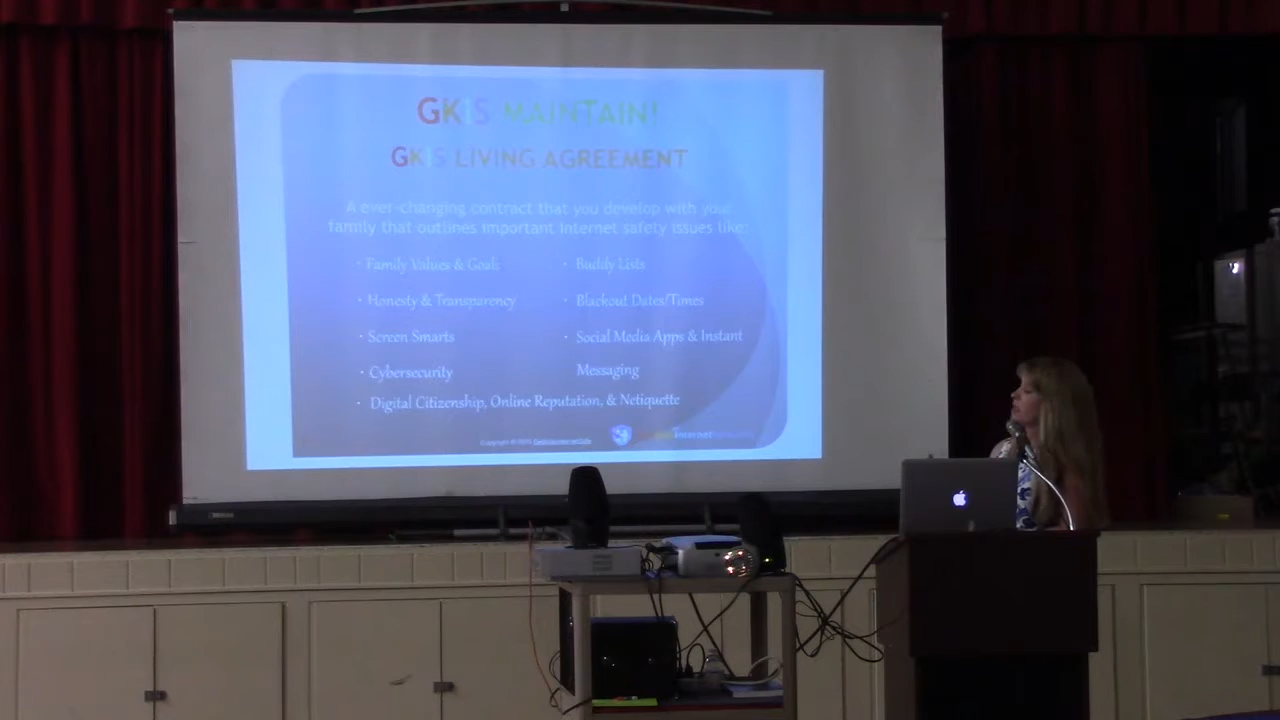 GKIS MAINTAIN!
GKIS LIVING AGREEMENT
A ever-changing contract that you develop with your
family that outlines important Internet safety issues like:
• Family Values & Goals
• Honesty & Transparency
• Screen Smarts
• Cybersecurity
• Digital Citizenship, Online Reputation, & Netiquette
• Buddy Lists
• Blackout Dates/Times
• Social Media Apps & Instant
Messaging
Internet